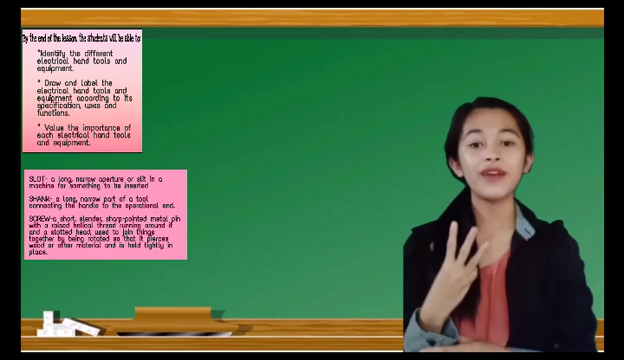 By the end of the lesson, the students will be able to:
*Identify the different
electrical hand tools and
equipment.
* Draw and label the
electrical hand tools and
equipment according to its
specification, uses and
functions.
* Value the importance of
each electrical hand tools
and equipment.
SLOT- a long, narrow aperture or slit in a
machine for something to be inserted
SHANK- a long, narrow part of a tool
connecting the handle to the operational end.
SCREW-a short, slender, sharp-pointed metal pin
with a raised helical thread running around it
and a slotted head, used to join things
together by being rotated so that it pierces
wood or other material and is held tightly in
place.